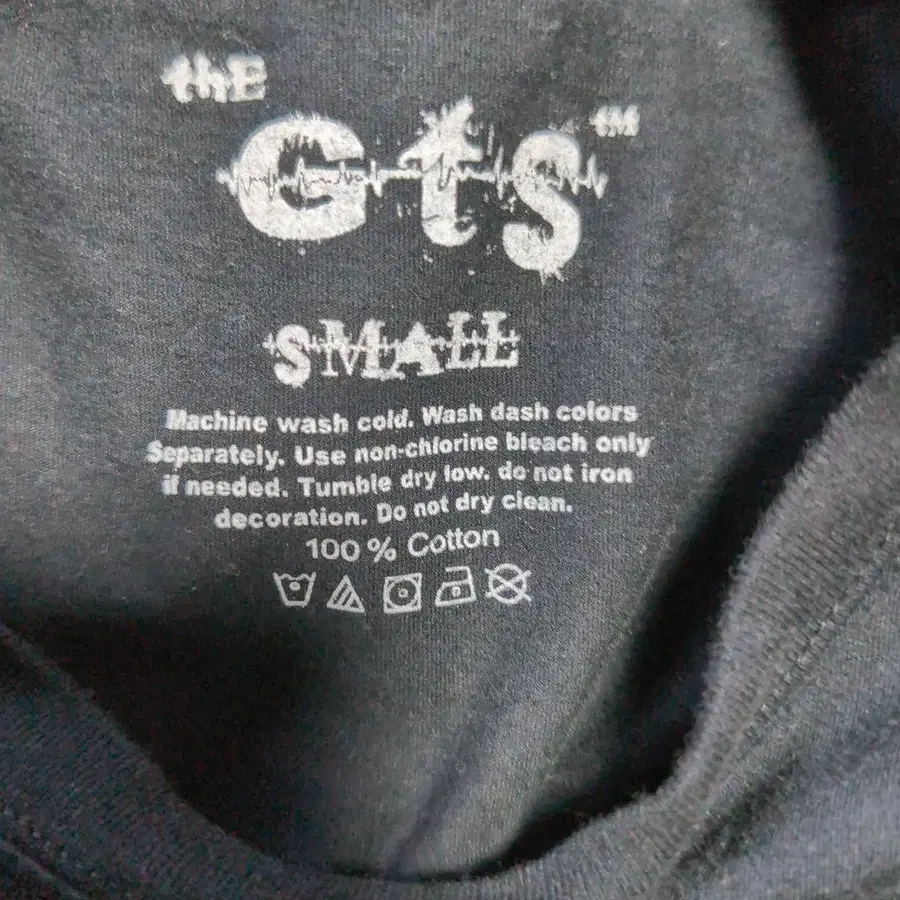 thE
Gts™
SMALL
Machine wash cold. Wash dash colors
Separately. Use non-chlorine bleach only
if needed. Tumble dry low. do not iron
decoration. Do not dry clean.
100 % Cotton